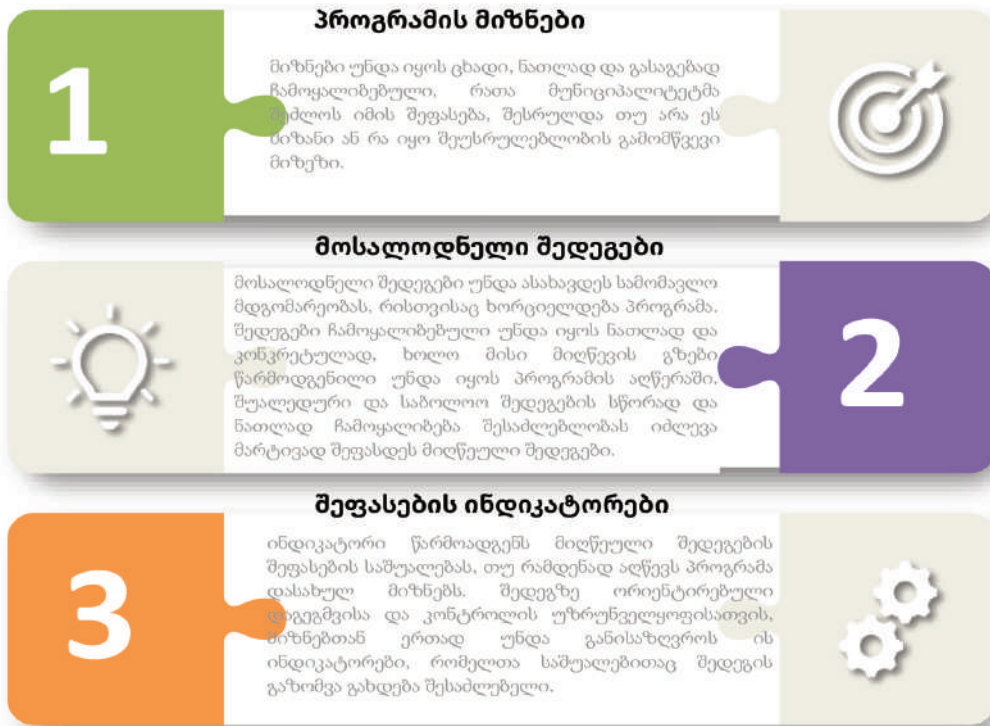 პროგრამის მიზნები
1
მიზნები უნდა იყოს ცხადი, ნათლად და გასაგებად
ჩამოყალიბებული, რათა მუნიციპალიტეტმა
შეძლოს იმის შეფასება, შესრულდა თუ არა ეს
მიზანი ან რა იყო შეუსრულებლობის გამომწვევი
მიზეზი.
მოსალოდნელი შედეგები
მოსალოდნელი შედეგები უნდა ასახავდეს სამომავლო
მდგომარეობას, რისთვისაც ხორციელდება პროგრამა.
შედეგები ჩამოყალიბებული უნდა იყოს ნათლად და
კონკრეტულად, ხოლო მისი მიღწევის გზები
წარმოდგენილი უნდა იყოს პროგრამის აღწერაში.
შუალედური და საბოლოო შედეგების სწორად და
ნათლად ჩამოყალიბება შესაძლებლობას იძლევა
მარტივად შეფასდეს მიღწეული შედეგები.
2
შეფასების ინდიკატორები
3
ინდიკატორი წარმოადგენს მიღწეული შედეგების
შეფასების საშუალებას, თუ რამდენად აღწევს პროგრამა
დასახულ მიზნებს. შედეგზე ორიენტირებული
დაგეგმვისა და კონტროლის უზრუნველყოფისათვის,
მიზნებთან ერთად უნდა განისაზღვროს ის
ინდიკატორები, რომელთა საშუალებითაც შედეგის
გაზომვა გახდება შესაძლებელი.